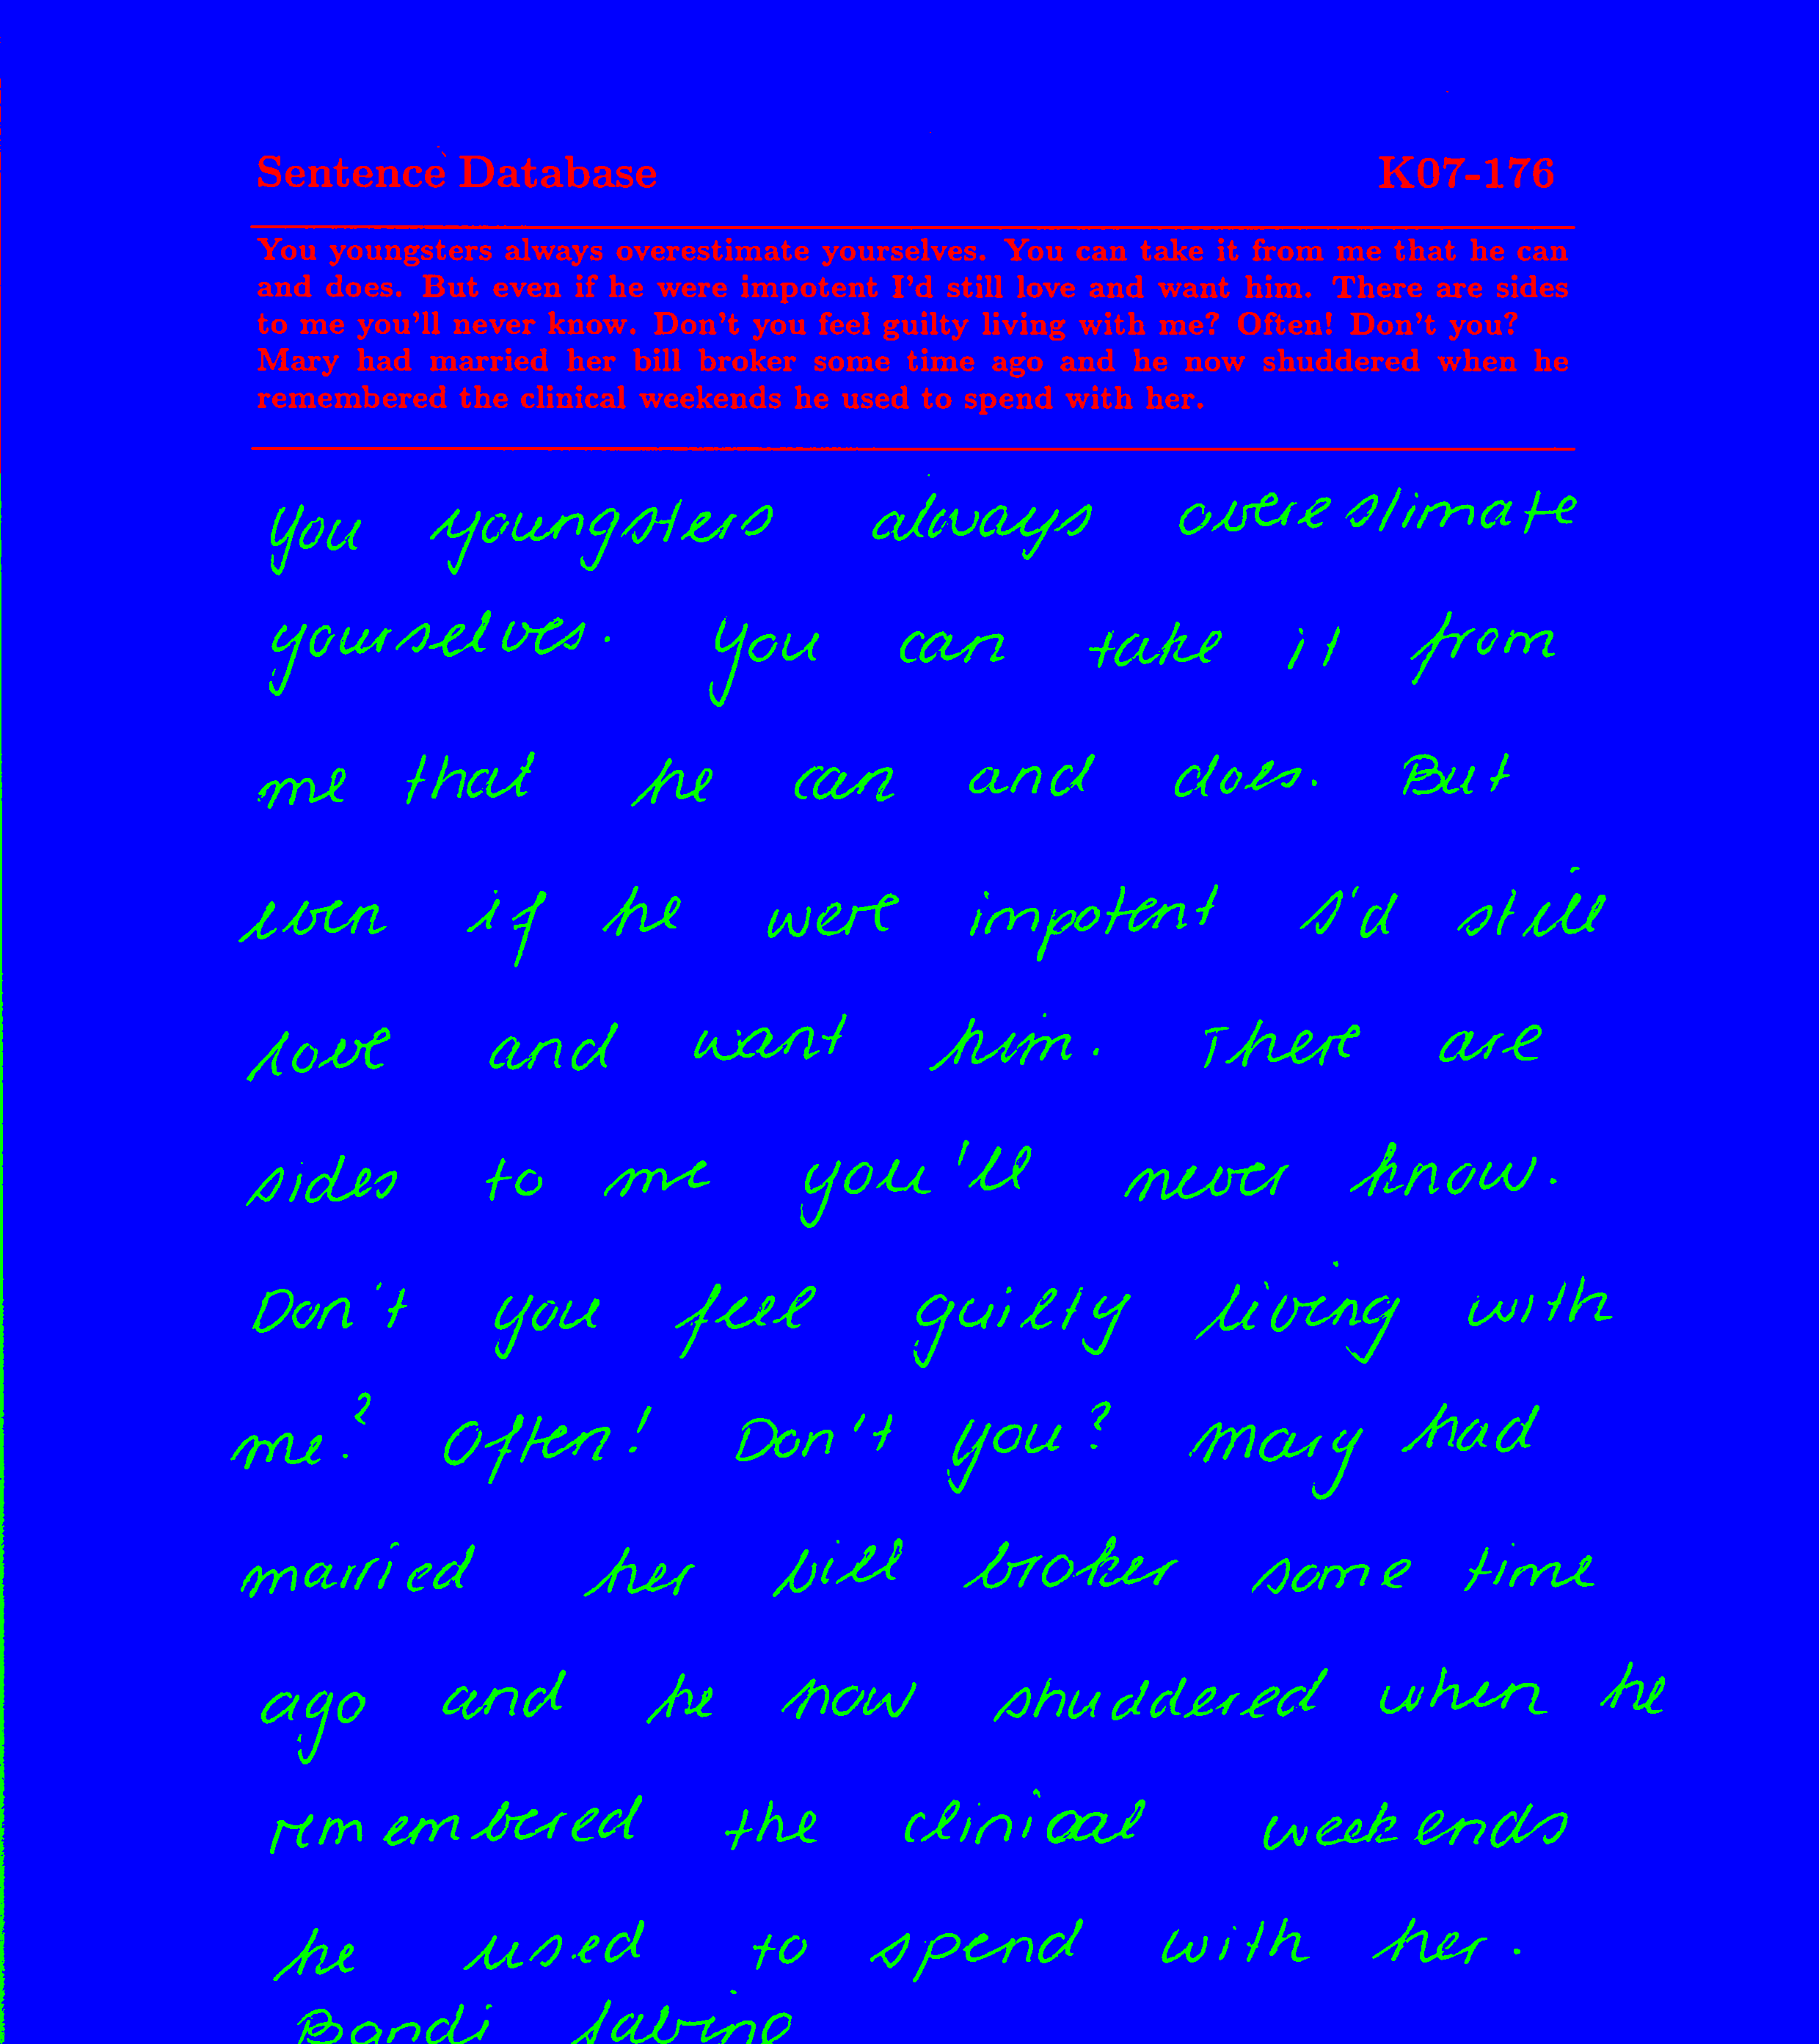 Sentence Database K07-176
You youngsters always overestimate yourselves. You can take it from me that he can
and does. But even if he were impotent I'd still love and want him. There are sides
to me you'll never know. Don't you feel guilty living with me? Often! Don't you?
Mary had married her bill broker some time ago and he now shuddered when he
remembered the clinical weekends he used to spend with her.
You youngsters always overestimate
yourselves. You can take it from
me that he can and does. But
even if he were impotent I'd still
love and want him. There are
sides to me you'll never know.
Don't you feel guilty living with
me? Often! Don't you? Mary had
married her bill broker some time
ago and he now shuddered when he
remembered the clinical weekends
he used to spend with her.
Bandi Sabine